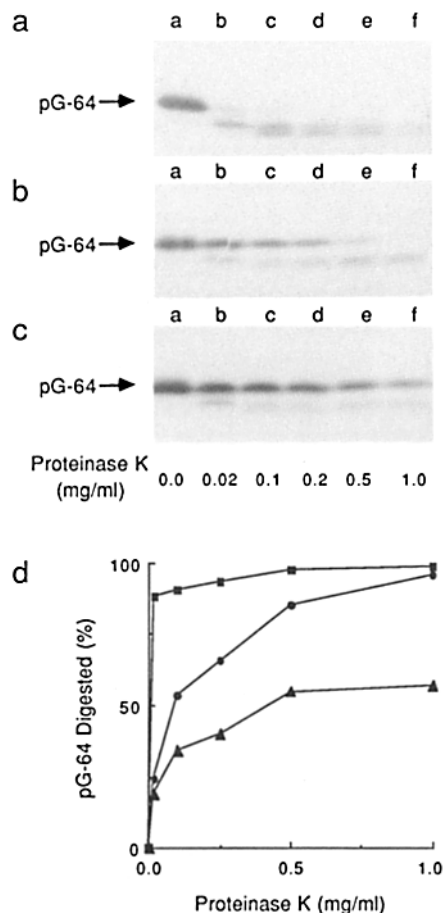 a
a b c d e f
pG-64
b
a b c d e f
pG-64
c
a b c d e f
pG-64
Proteinase K
(mg/ml)
0.0 0.02 0.1 0.2 0.5 1.0
d
100
50
0
pG-64 Digested (%)
0.0 0.5 1.0
Proteinase K (mg/ml)